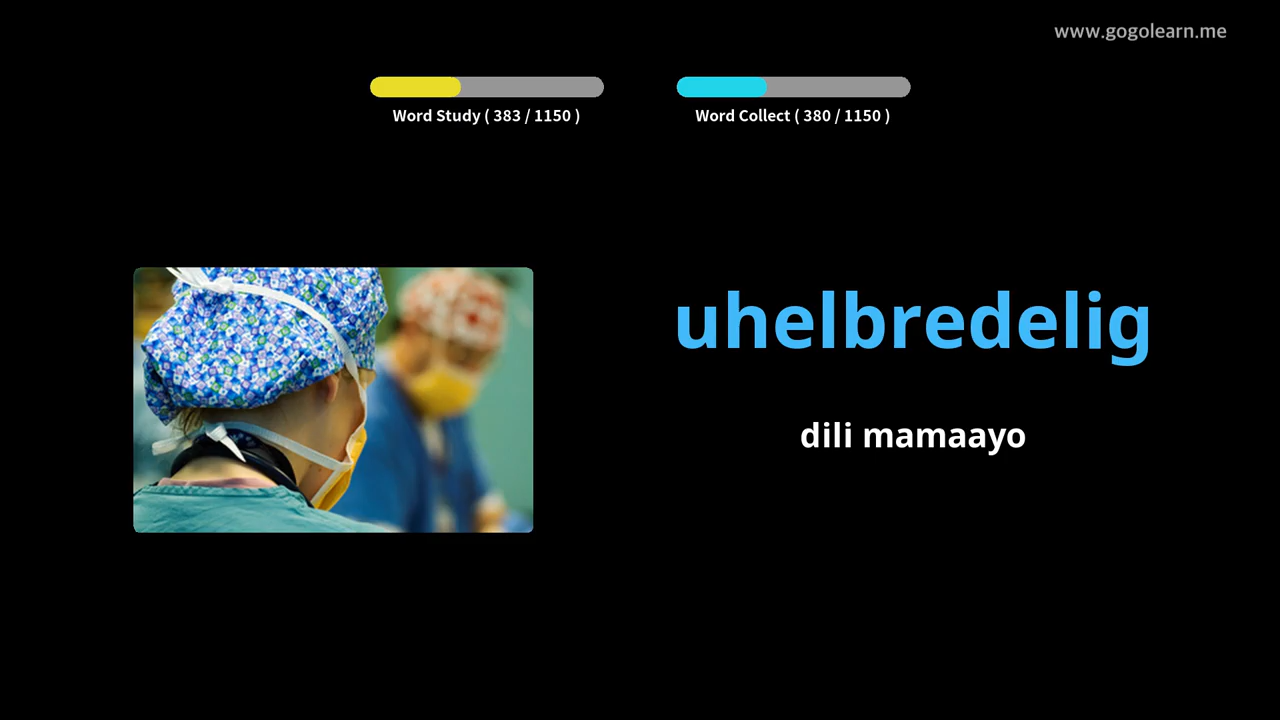 www.gogolearn.me
Word Study ( 383 / 1150 )
Word Collect ( 380 / 1150 )
uhelbredelig
dili mamaayo